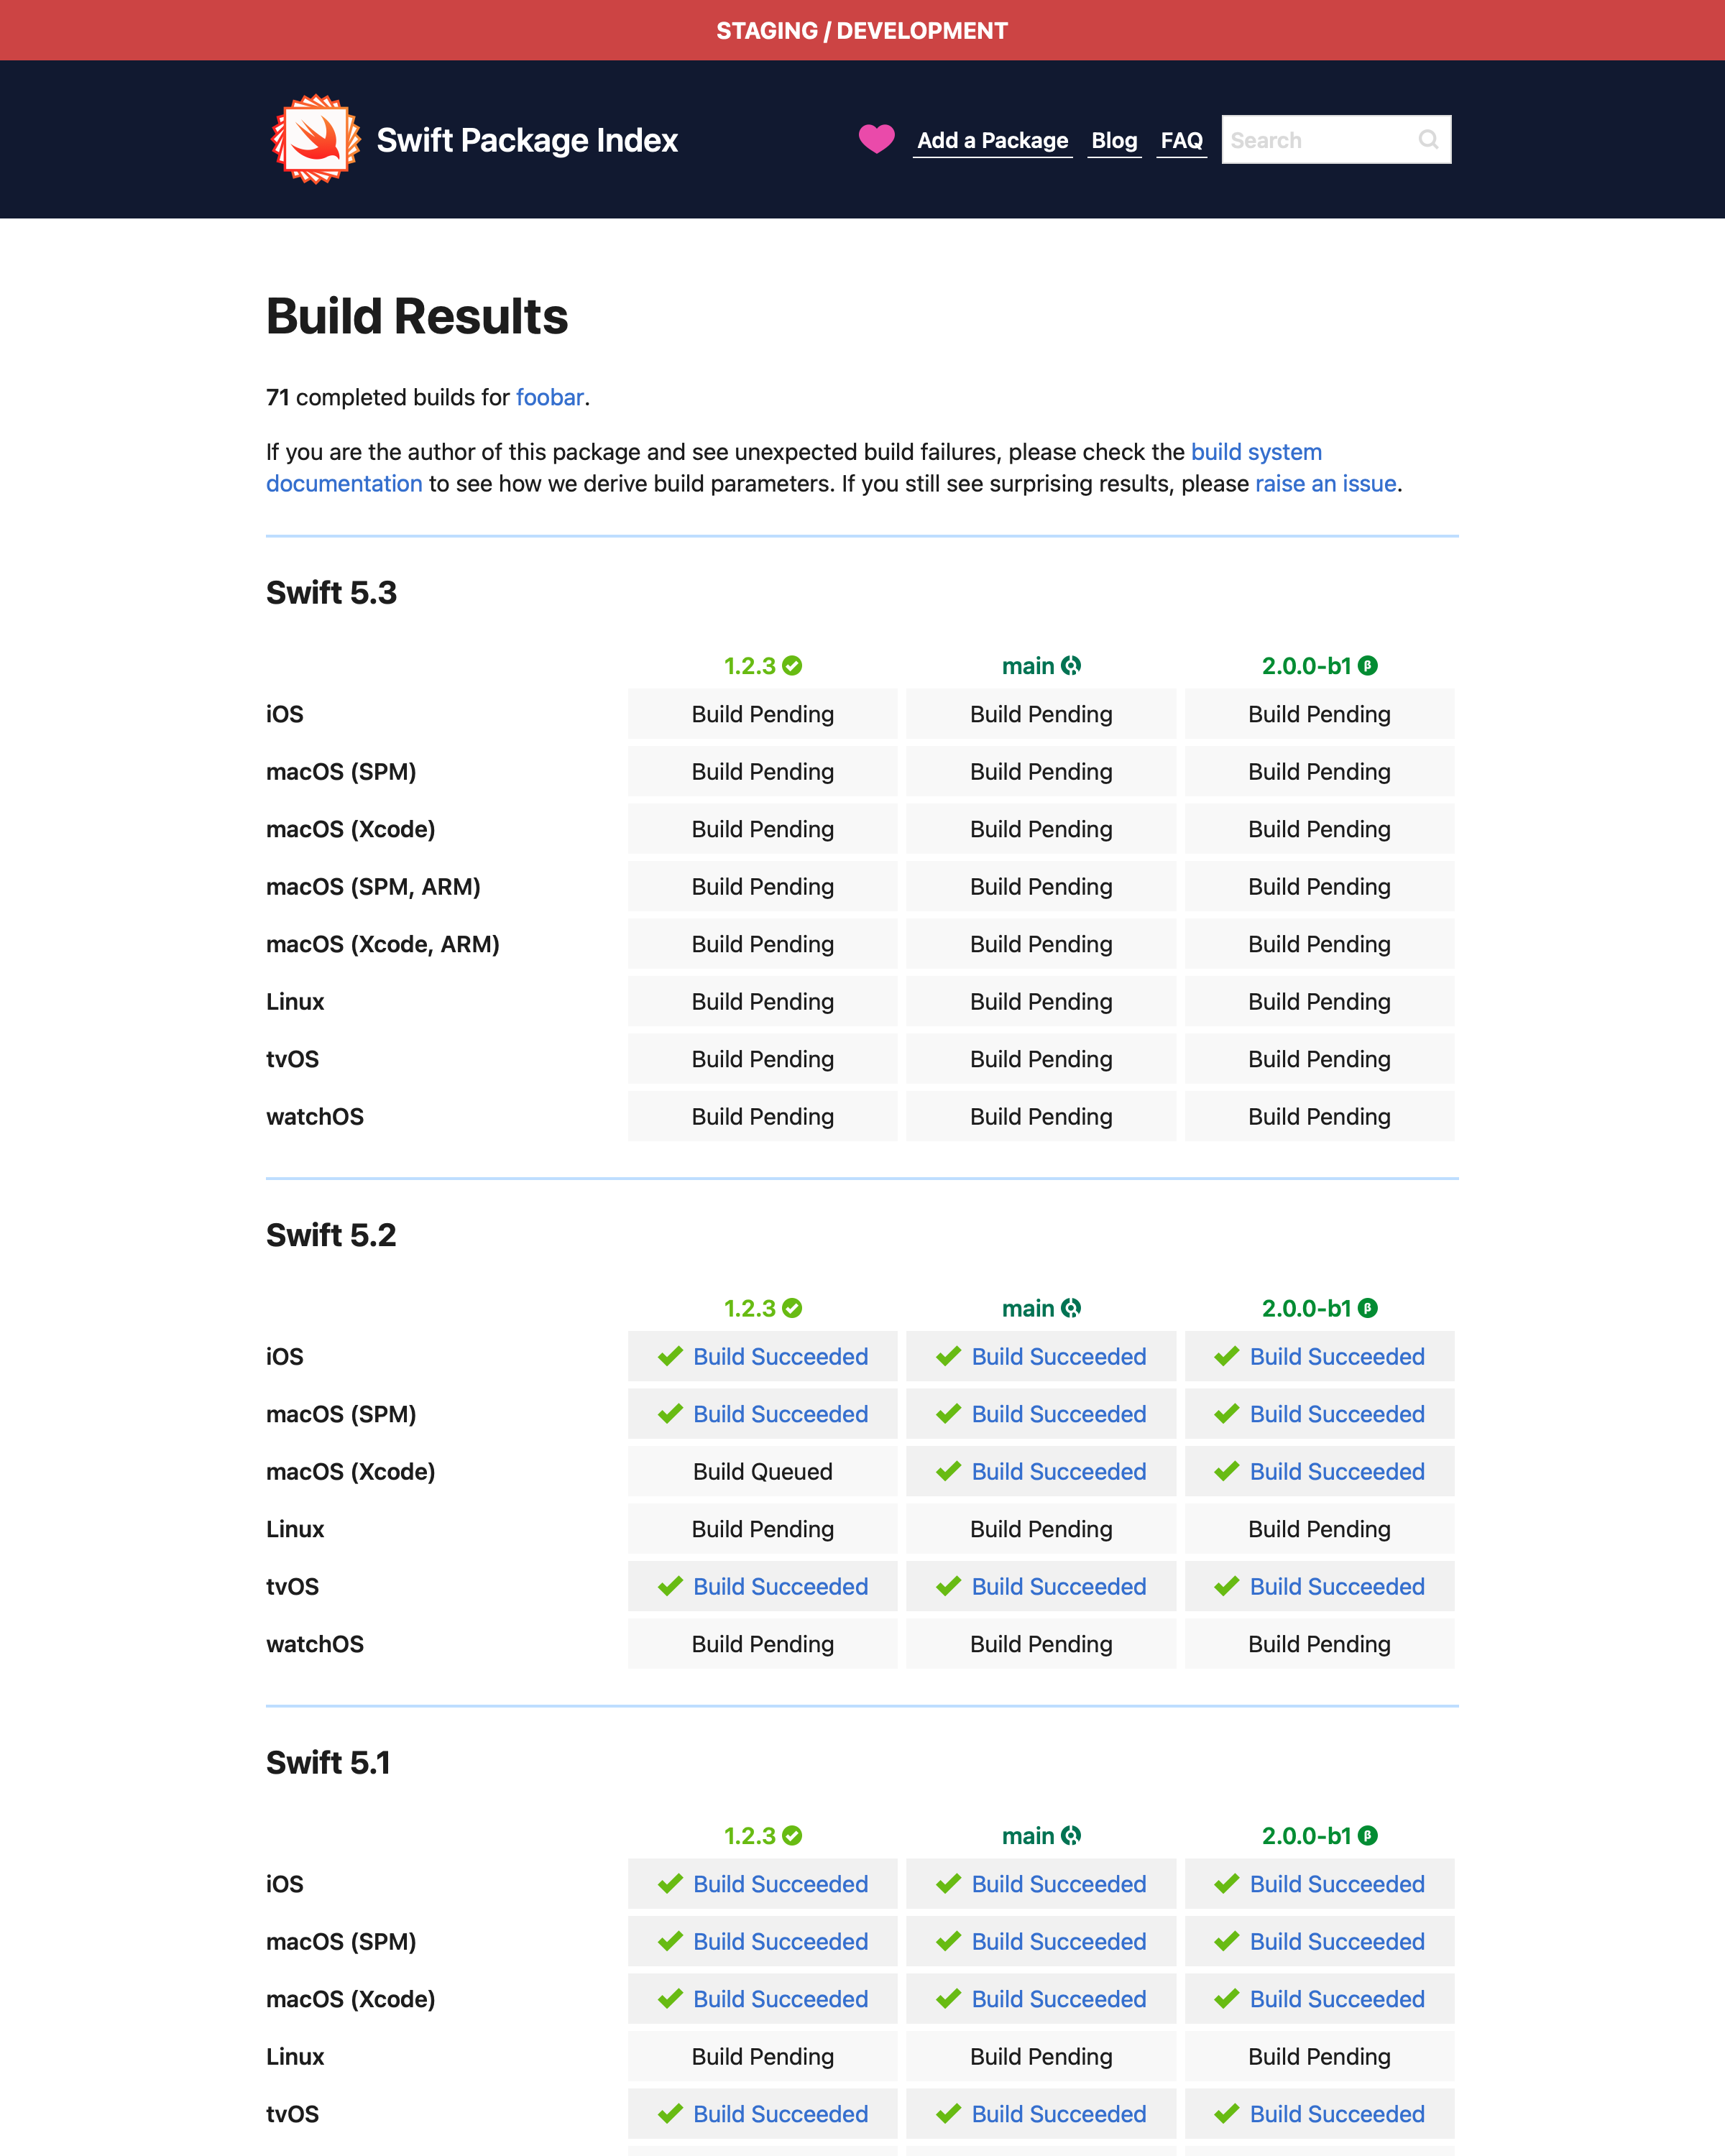 STAGING / DEVELOPMENT
Swift Package Index
Add a Package Blog FAQ Search
Build Results
71 completed builds for foobar.
If you are the author of this package and see unexpected build failures, please check the build system
documentation to see how we derive build parameters. If you still see surprising results, please raise an issue.
Swift 5.3
1.2.3 main 2.0.0-b1 β
iOS Build Pending Build Pending Build Pending
macOS (SPM) Build Pending Build Pending Build Pending
macOS (Xcode) Build Pending Build Pending Build Pending
macOS (SPM, ARM) Build Pending Build Pending Build Pending
macOS (Xcode, ARM) Build Pending Build Pending Build Pending
Linux Build Pending Build Pending Build Pending
tvOS Build Pending Build Pending Build Pending
watchOS Build Pending Build Pending Build Pending
Swift 5.2
1.2.3 main 2.0.0-b1 β
iOS Build Succeeded Build Succeeded Build Succeeded
macOS (SPM) Build Succeeded Build Succeeded Build Succeeded
macOS (Xcode) Build Queued Build Succeeded Build Succeeded
Linux Build Pending Build Pending Build Pending
tvOS Build Succeeded Build Succeeded Build Succeeded
watchOS Build Pending Build Pending Build Pending
Swift 5.1
1.2.3 main 2.0.0-b1 β
iOS Build Succeeded Build Succeeded Build Succeeded
macOS (SPM) Build Succeeded Build Succeeded Build Succeeded
macOS (Xcode) Build Succeeded Build Succeeded Build Succeeded
Linux Build Pending Build Pending Build Pending
tvOS Build Succeeded Build Succeeded Build Succeeded